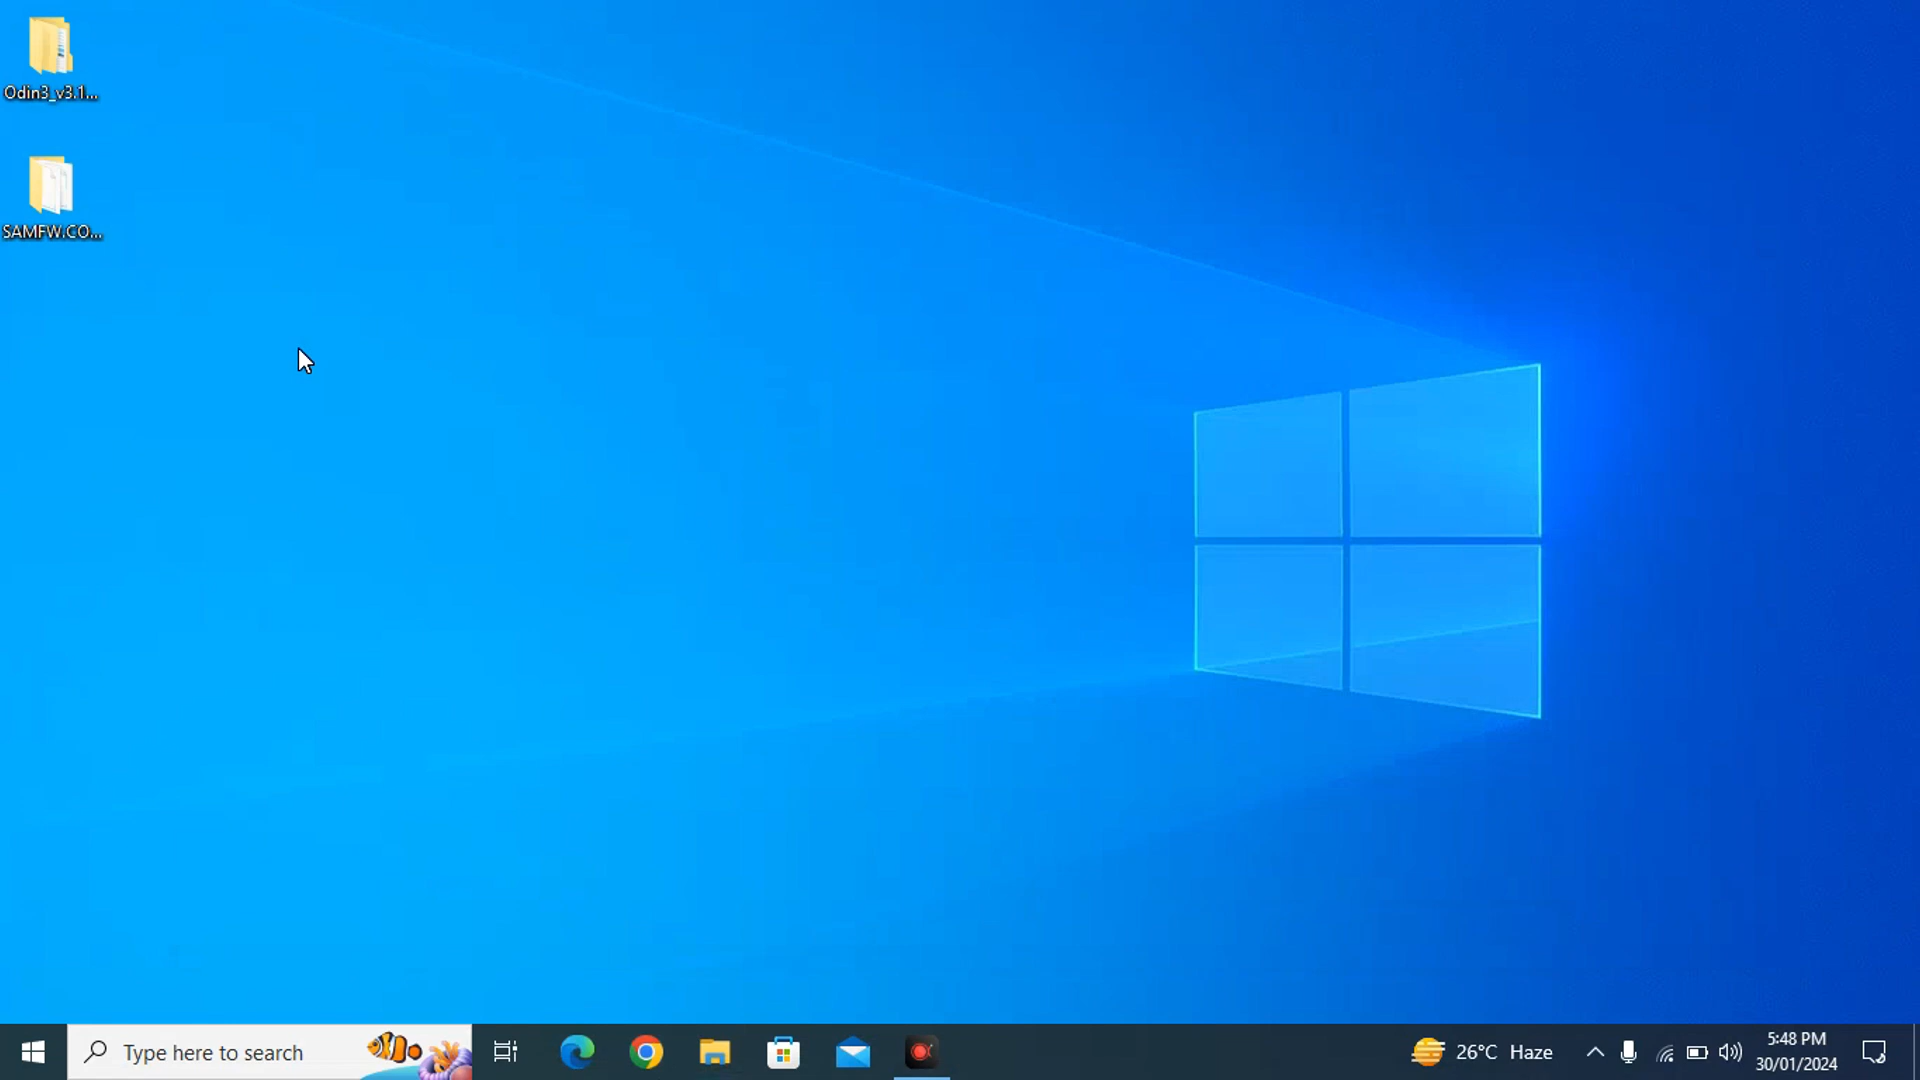 Odin3_v3.1...
SAMFW.CO...
Type here to search
26°C Haze
5:48 PM
30/01/2024